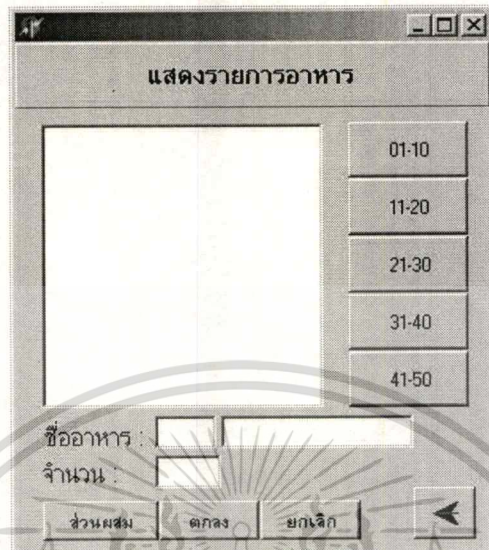 แสดงรายการอาหาร
01-10
11-20
21-30
31-40
41-50
ชื่ออาหาร :
จำนวน :
ส่วนผสม ตกลง ยกเลิก